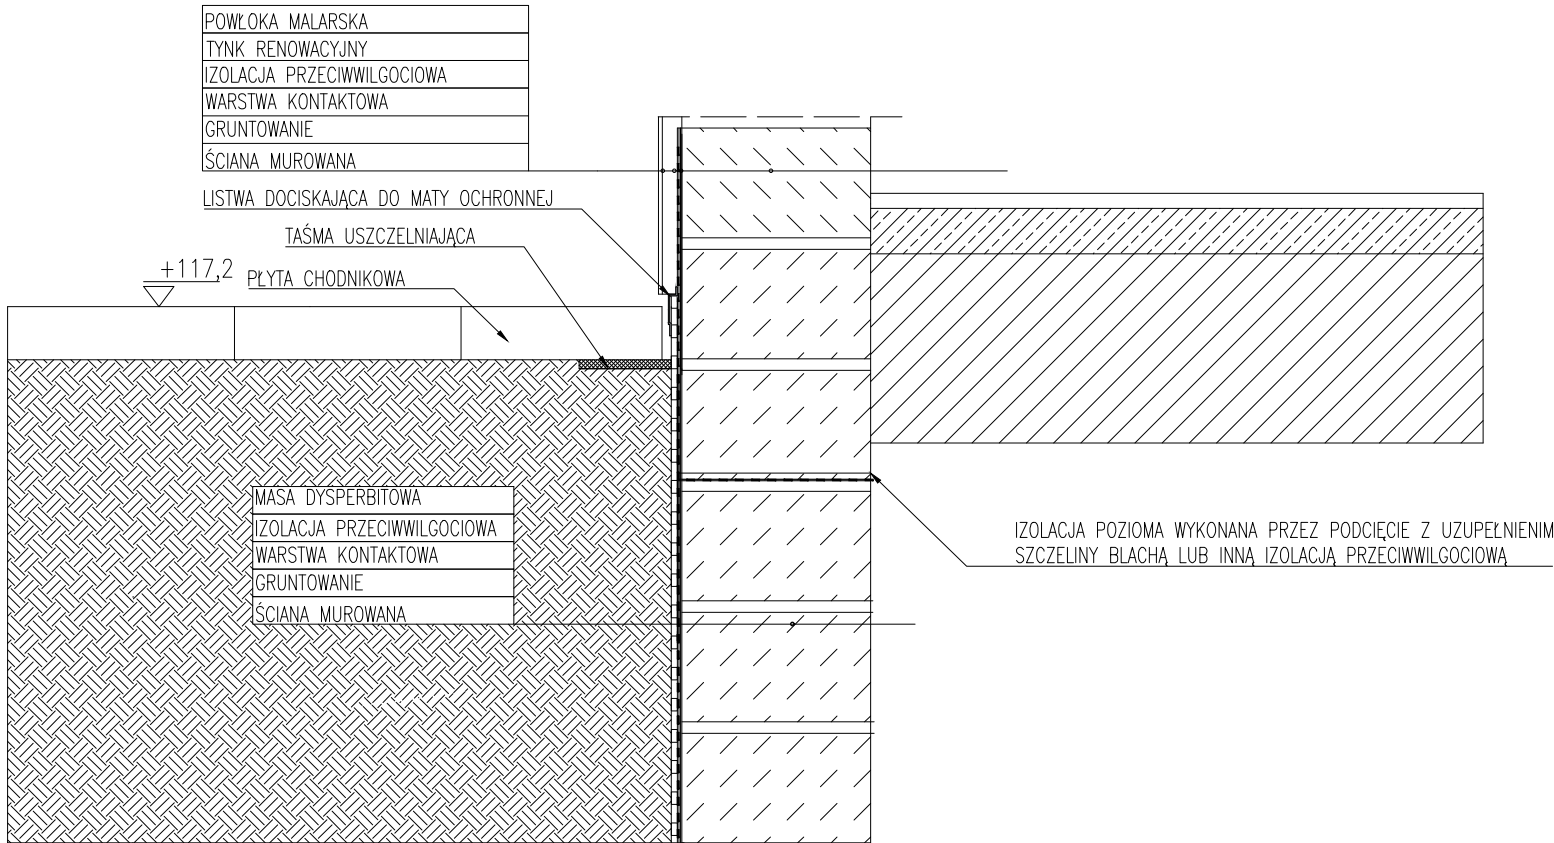 POWŁOKA MALARSKA
TYNK RENOWACYJNY
IZOLACJA PRZECIWWILGOCIOWA
WARSTWA KONTAKTOWA
GRUNTOWANIE
ŚCIANA MUROWANA
LISTWA DOCISKAJĄCA DO MATY OCHRONNEJ
TAŚMA USZCZELNIAJĄCA
+117,2
PŁYTA CHODNIKOWA
MASA DYSPERBITOWA
IZOLACJA PRZECIWWILGOCIOWA
WARSTWA KONTAKTOWA
GRUNTOWANIE
ŚCIANA MUROWANA
IZOLACJA POZIOMA WYKONANA PRZEZ PODCIĘCIE Z UZUPEŁNIENIM
SZCZELINY BLACHĄ LUB INNĄ IZOLACJĄ PRZECIWWILGOCIOWĄ